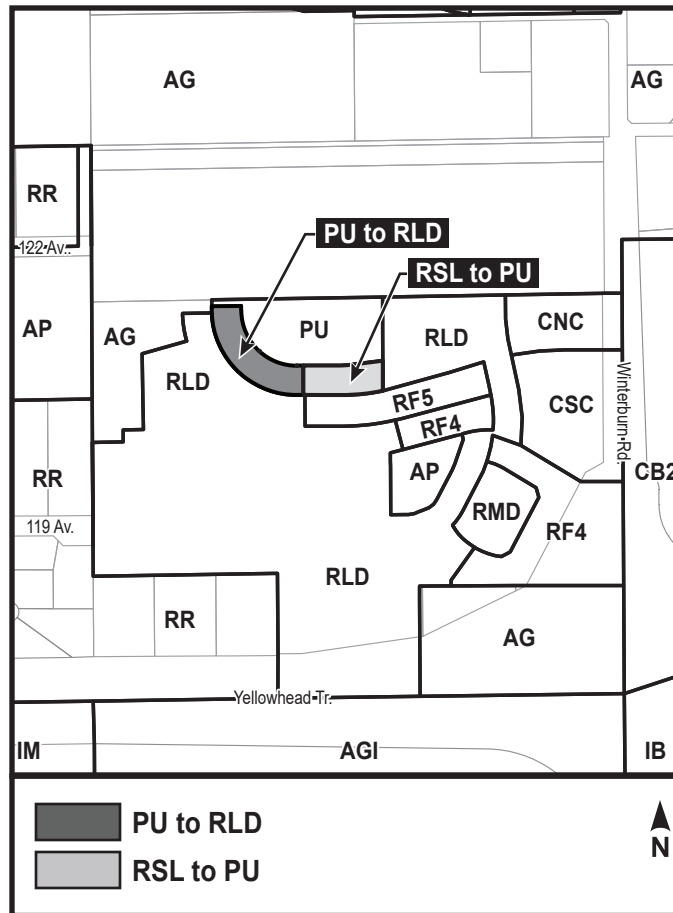 AG
AG
RR
122 Av..
PU to RLD
RSL to PU
AP
AG
PU
RLD
CNC
RLD
RF5
CSC
Winterburn Rd.
RF4
RR
AP
CB2
RMD
119 Av.
RF4
RLD
RR
AG
Yellowhead Tr.
IM
AGI
IB
PU to RLD
RSL to PU
N